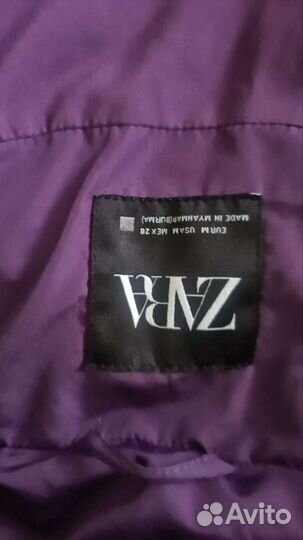 ZARA
EUR M USA M MEX 28
MADE IN MYANMAR(BURMA)
Avito